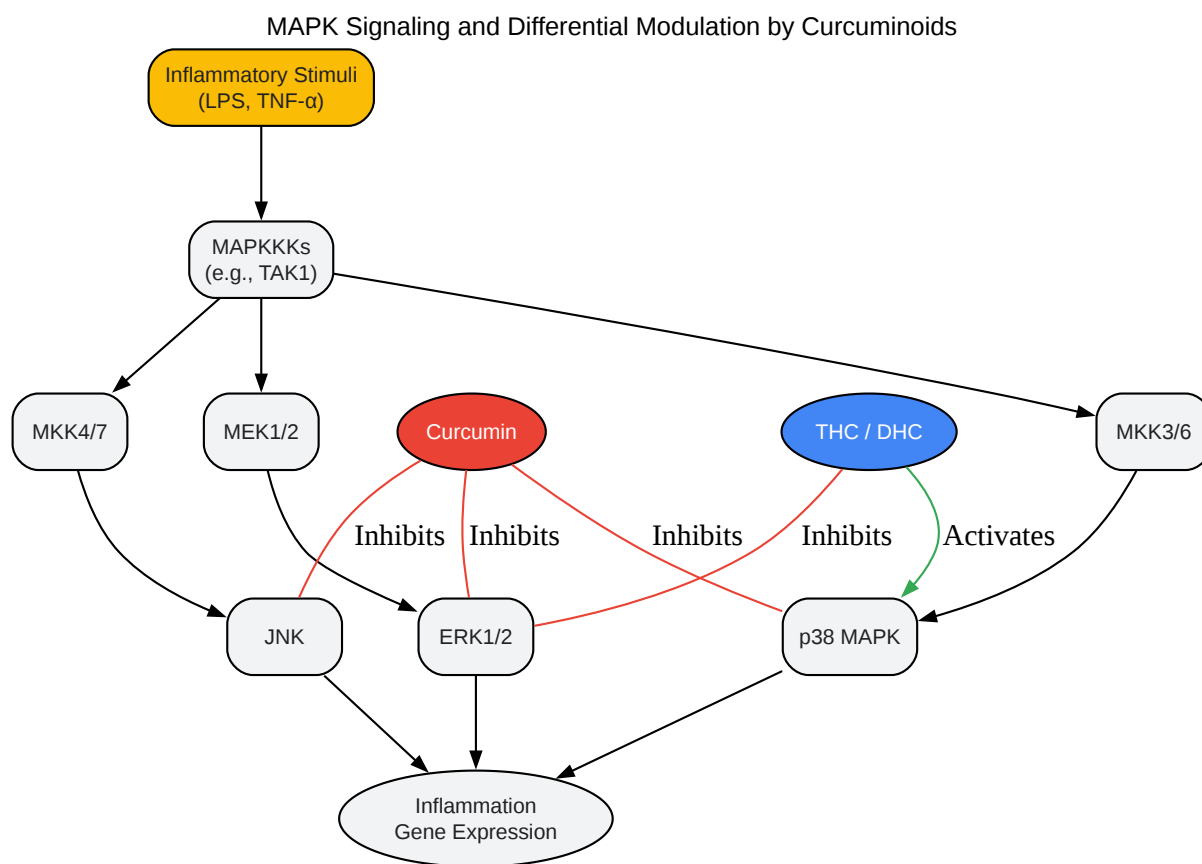 MAPK Signaling and Differential Modulation by Curcuminoids
Inflammatory Stimuli
(LPS, TNF-α)
MAPKKKs
(e.g., TAK1)
MKK4/7
MEK1/2
Curcumin
THC / DHC
MKK3/6
Inhibits
Inhibits
Inhibits
Inhibits
Activates
JNK
ERK1/2
p38 MAPK
Inflammation
Gene Expression